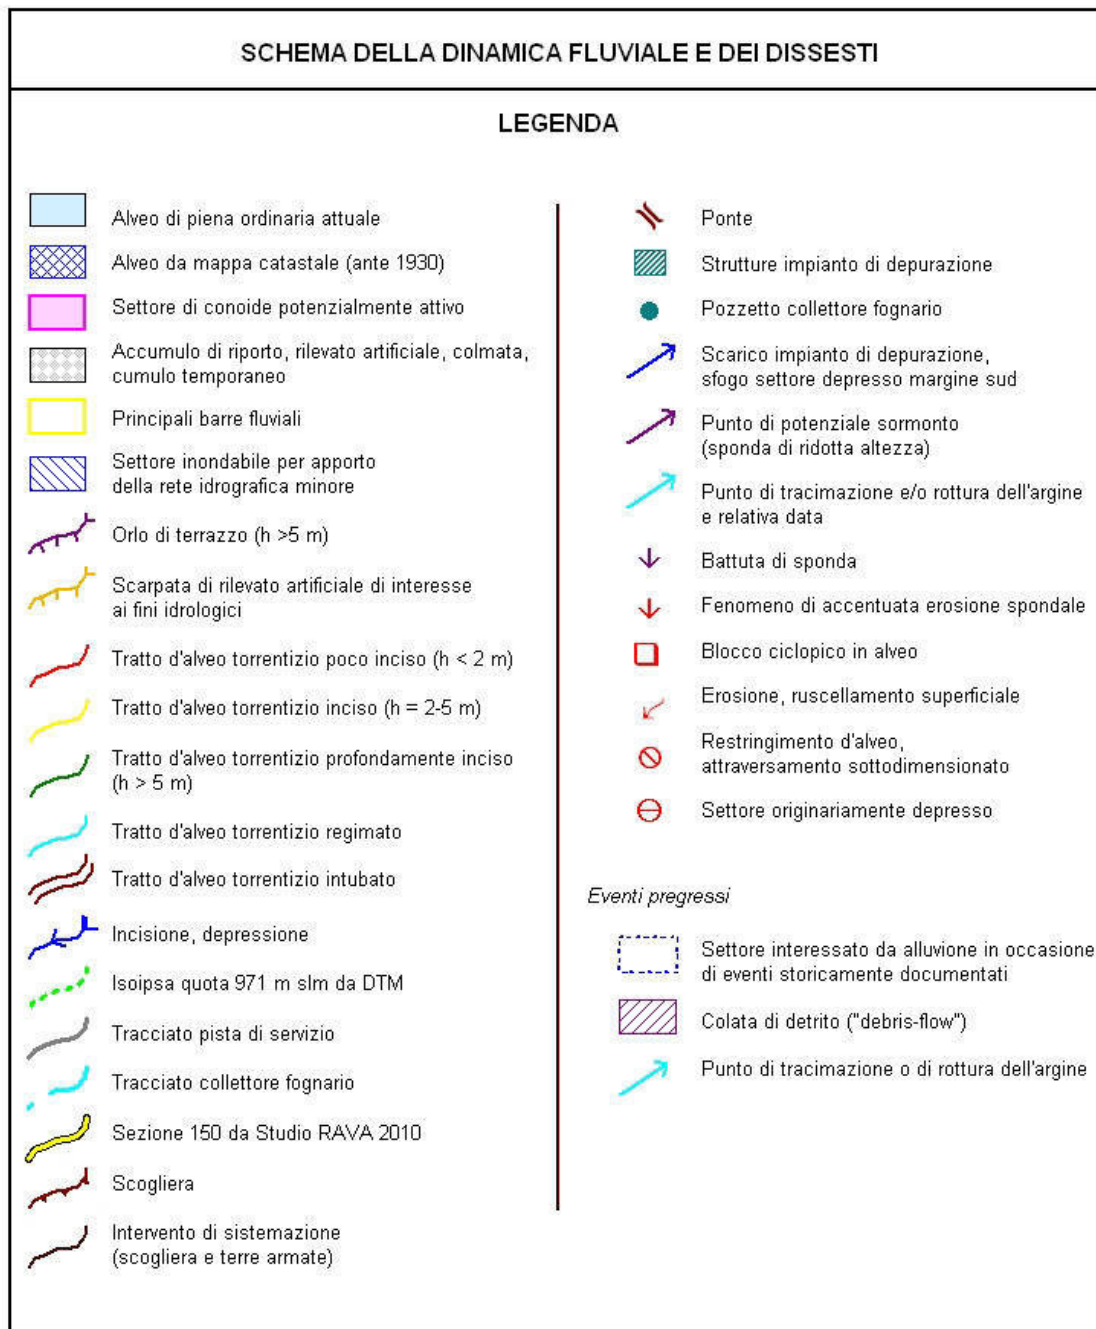 SCHEMA DELLA DINAMICA FLUVIALE E DEI DISSESTI
LEGENDA
Alveo di piena ordinaria attuale
Alveo da mappa catastale (ante 1930)
Settore di conoide potenzialmente attivo
Accumulo di riporto, rilevato artificiale, colmata,
cumulo temporaneo
Principali barre fluviali
Settore inondabile per apporto
della rete idrografica minore
Orlo di terrazzo (h >5 m)
Scarpata di rilevato artificiale di interesse
ai fini idrologici
Tratto d'alveo torrentizio poco inciso (h < 2 m)
Tratto d'alveo torrentizio inciso (h = 2-5 m)
Tratto d'alveo torrentizio profondamente inciso
(h > 5 m)
Tratto d'alveo torrentizio regimato
Tratto d'alveo torrentizio intubato
Incisione, depressione
Isoipsa quota 971 m slm da DTM
Tracciato pista di servizio
Tracciato collettore fognario
Sezione 150 da Studio RAVA 2010
Scogliera
Intervento di sistemazione
(scogliera e terre armate)
Ponte
Strutture impianto di depurazione
Pozzetto collettore fognario
Scarico impianto di depurazione,
sfogo settore depresso margine sud
Punto di potenziale sormonto
(sponda di ridotta altezza)
Punto di tracimazione e/o rottura dell'argine
e relativa data
Battuta di sponda
Fenomeno di accentuata erosione spondale
Blocco ciclopico in alveo
Erosione, ruscellamento superficiale
Restringimento d'alveo,
attraversamento sottodimensionato
Settore originariamente depresso
Eventi pregressi
Settore interessato da alluvione in occasione
di eventi storicamente documentati
Colata di detrito ("debris-flow")
Punto di tracimazione o di rottura dell'argine